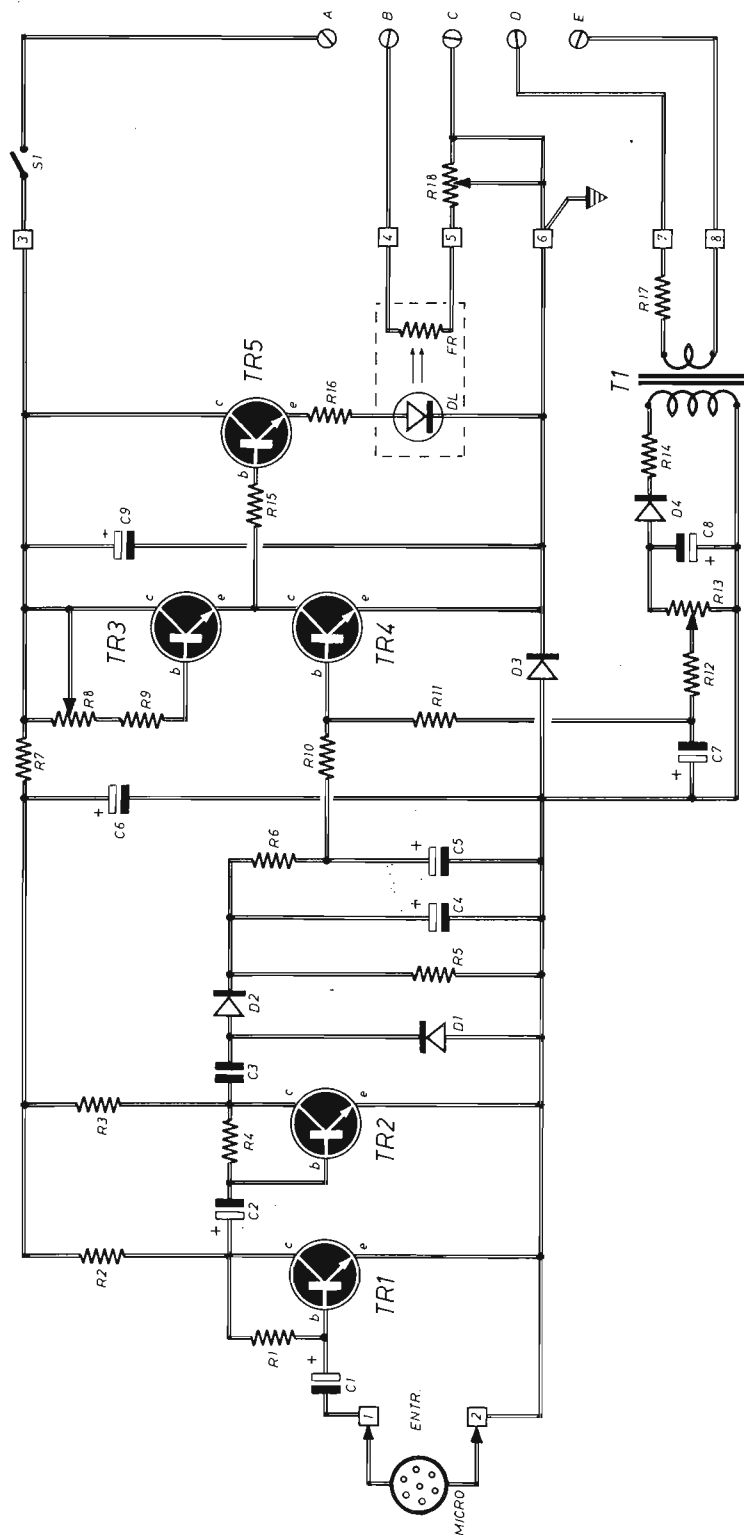 MICRO
ENTR.
1
2
C1
+
R1
b
c
e
TR1
R2
C2
+
b
c
e
TR2
R4
R3
C3
D1
D2
R5
C4
+
C5
+
R6
C6
+
R7
R8
R9
R10
R11
b
c
e
TR3
c
e
TR4
D3
C7
+
R12
R13
C8
+
D4
R14
T1
R17
C9
+
R15
b
c
e
TR5
R16
DL
FR
R18
3
4
5
6
7
8
S1
A
B
C
D
E